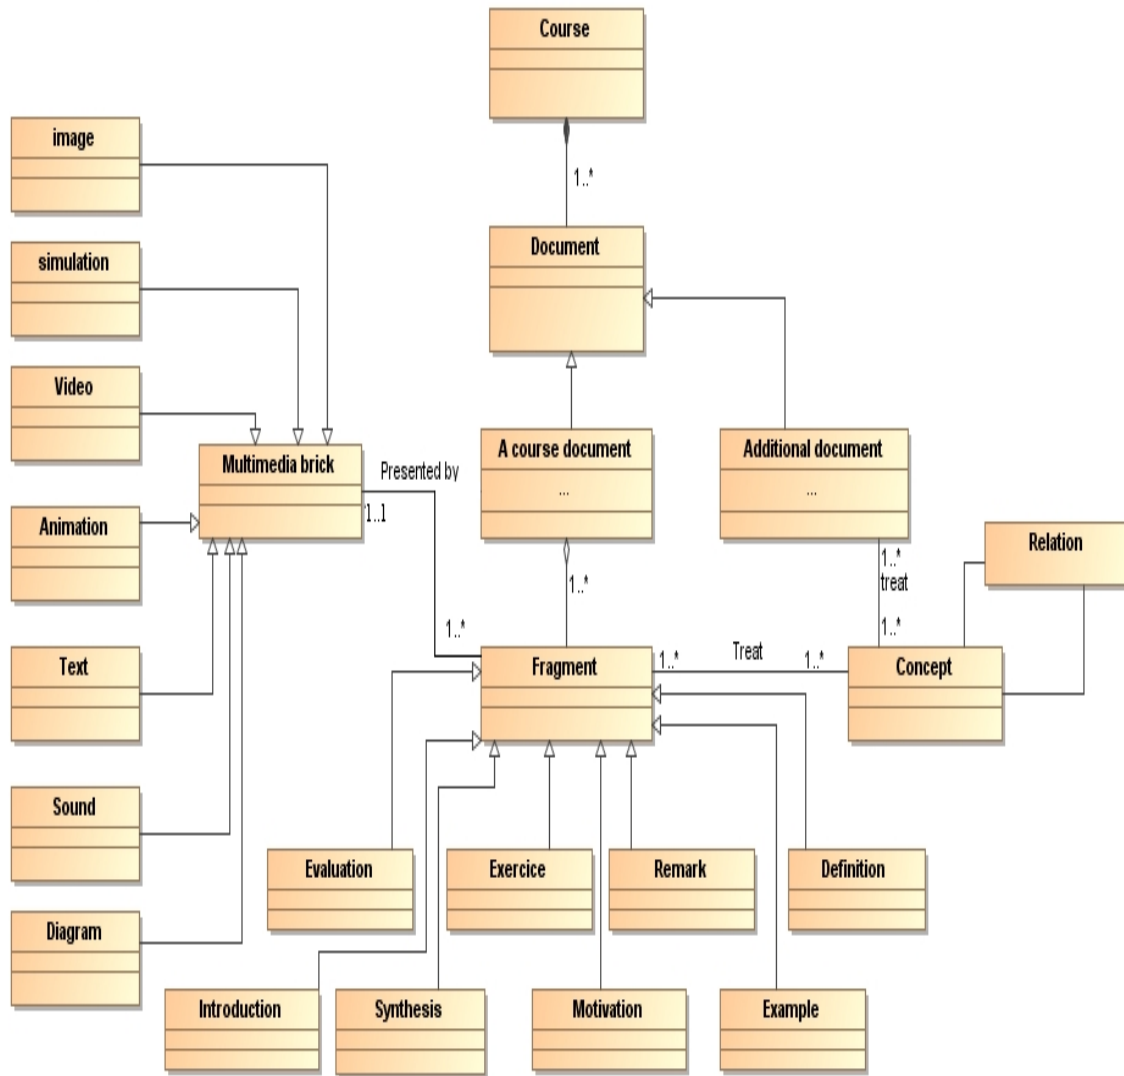 Course
1..*
Document
image
simulation
Video
Multimedia brick
Presented by
1..1
A course document
...
Additional document
...
Animation
1..*
1..*
treat
Relation
Text
1..*
1..*
Fragment
1..*
Treat
1..*
Concept
Sound
Evaluation
Exercice
Remark
Definition
Diagram
Introduction
Synthesis
Motivation
Example